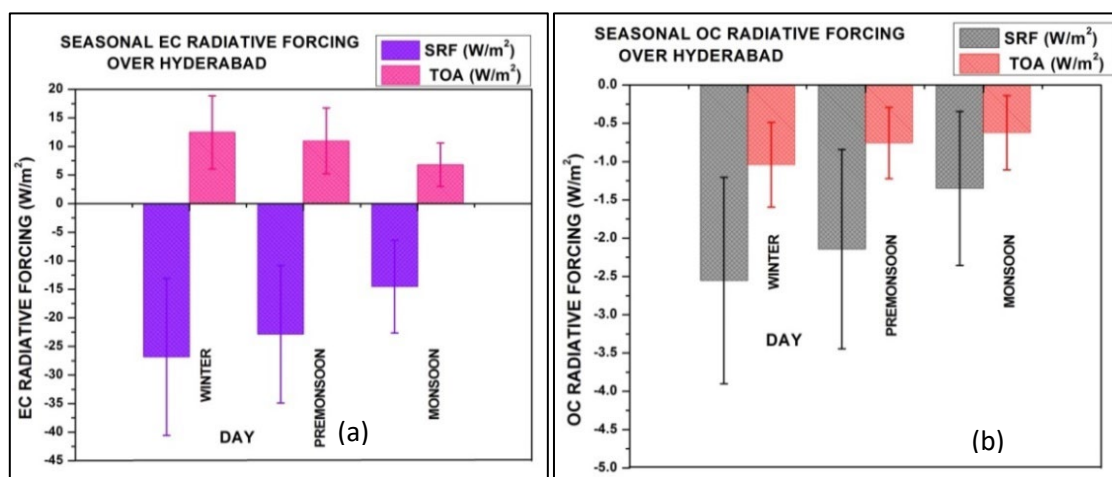 SEASONAL EC RADIATIVE FORCING
OVER HYDERABAD
SRF (W/m²)
TOA (W/m²)
EC RADIATIVE FORCING (W/m²)
20
15
10
5
0
-5
-10
-15
-20
-25
-30
-35
-40
-45
WINTER
PREMONSOON
MONSOON
DAY
(a)
SEASONAL OC RADIATIVE FORCING
OVER HYDERABAD
SRF (W/m²)
TOA (W/m²)
OC RADIATIVE FORCING (W/m²)
0.0
-0.5
-1.0
-1.5
-2.0
-2.5
-3.0
-3.5
-4.0
-4.5
-5.0
WINTER
PREMONSOON
MONSOON
DAY
(b)